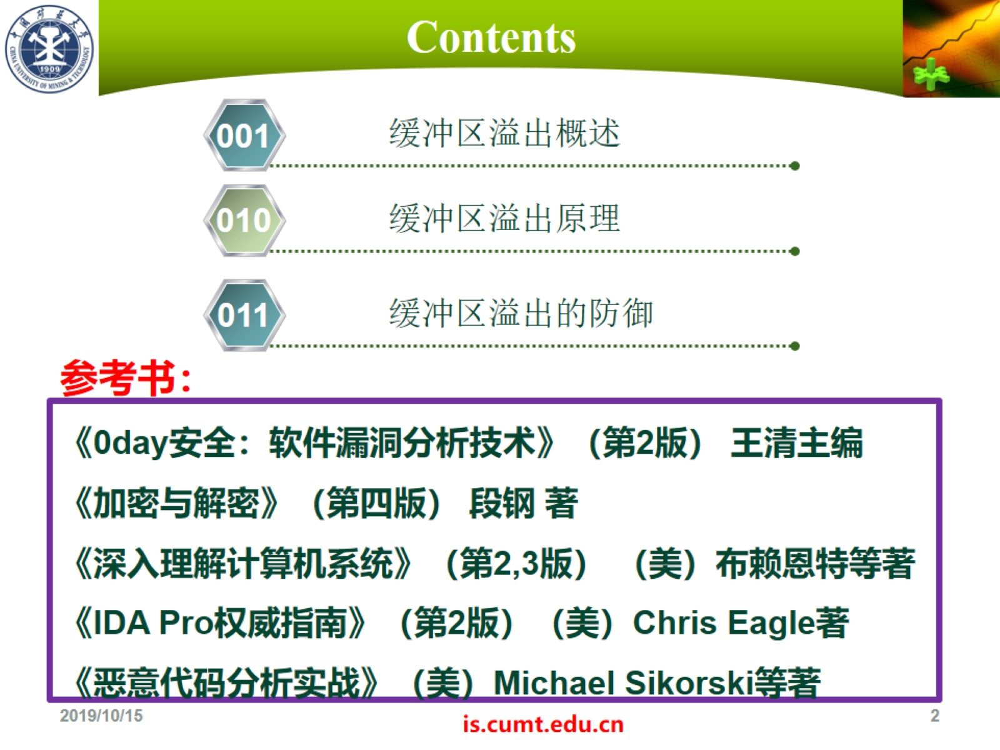 中国矿业大学
CHINA UNIVERSITY OF MINING & TECHNOLOGY
1909
Contents
001 缓冲区溢出概述
010 缓冲区溢出原理
011 缓冲区溢出的防御
参考书：
《0day安全：软件漏洞分析技术》（第2版） 王清主编
《加密与解密》（第四版） 段钢 著
《深入理解计算机系统》（第2,3版） （美）布赖恩特等著
《IDA Pro权威指南》（第2版）（美）Chris Eagle著
《恶意代码分析实战》（美）Michael Sikorski等著
2019/10/15
is.cumt.edu.cn
2